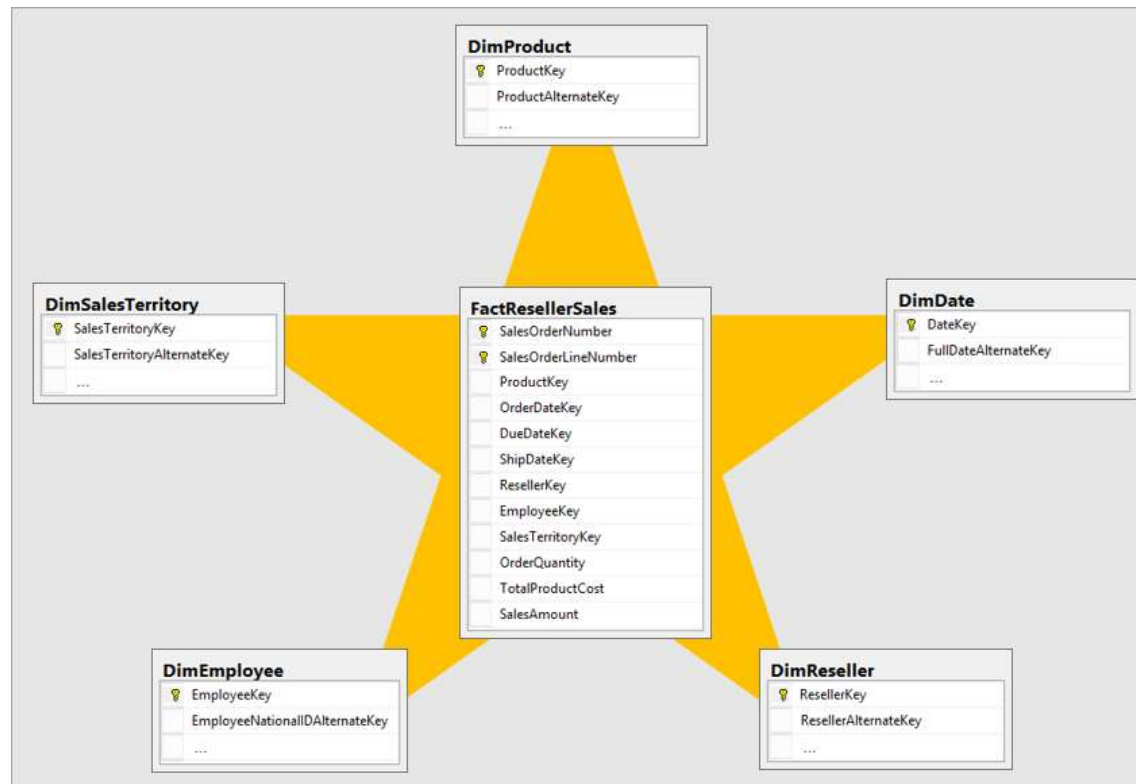 DimProduct
ProductKey
ProductAlternateKey
...
DimSalesTerritory
SalesTerritoryKey
SalesTerritoryAlternateKey
...
FactResellerSales
SalesOrderNumber
SalesOrderLineNumber
ProductKey
OrderDateKey
DueDateKey
ShipDateKey
ResellerKey
EmployeeKey
SalesTerritoryKey
OrderQuantity
TotalProductCost
SalesAmount
DimDate
DateKey
FullDateAlternateKey
...
DimEmployee
EmployeeKey
EmployeeNationalIDAlternateKey
...
DimReseller
ResellerKey
ResellerAlternateKey
...